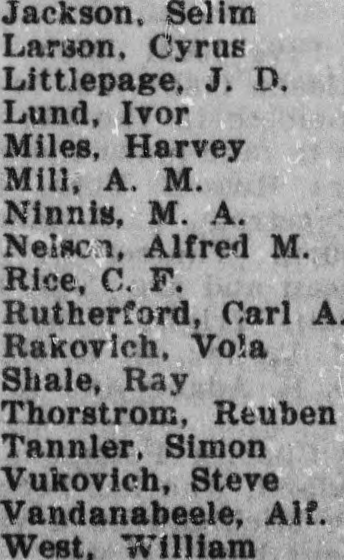 Jackson, Selim
Larson, Cyrus
Littlepage, J. D.
Lund, Ivor
Miles, Harvey
Mill, A. M.
Ninnis, M. A.
Nelson, Alfred M.
Rice, C. F.
Rutherford, Carl A.
Rakovich, Vola
Shale, Ray
Thorstrom, Reuben
Tannler, Simon
Vukovich, Steve
Vandanabeele, Alf.
West, William